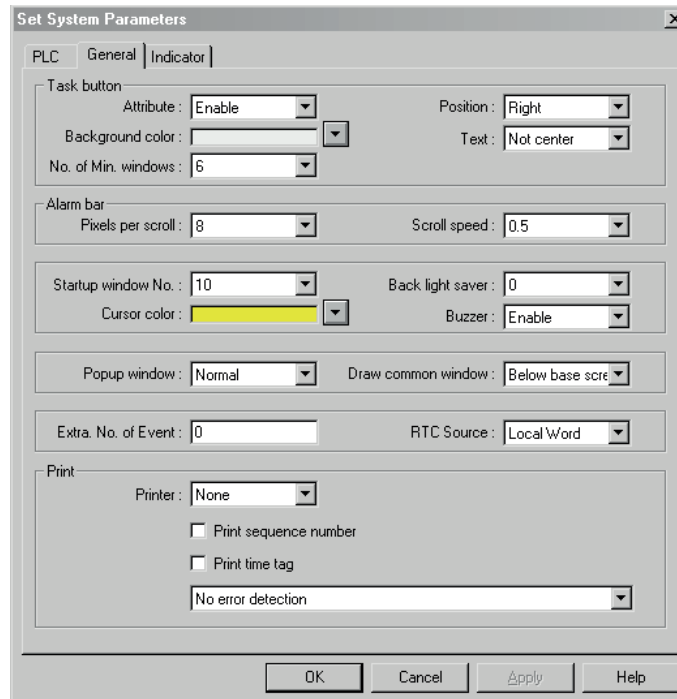 Set System Parameters
PLC General Indicator
Task button
Attribute : Enable Position : Right
Background color : Text : Not center
No. of Min. windows : 6
Alarm bar
Pixels per scroll : 8 Scroll speed : 0.5
Startup window No. : 10 Back light saver : 0
Cursor color : Buzzer : Enable
Popup window : Normal Draw common window : Below base scre
Extra. No. of Event : 0 RTC Source : Local Word
Print
Printer : None
Print sequence number
Print time tag
No error detection
OK Cancel Apply Help